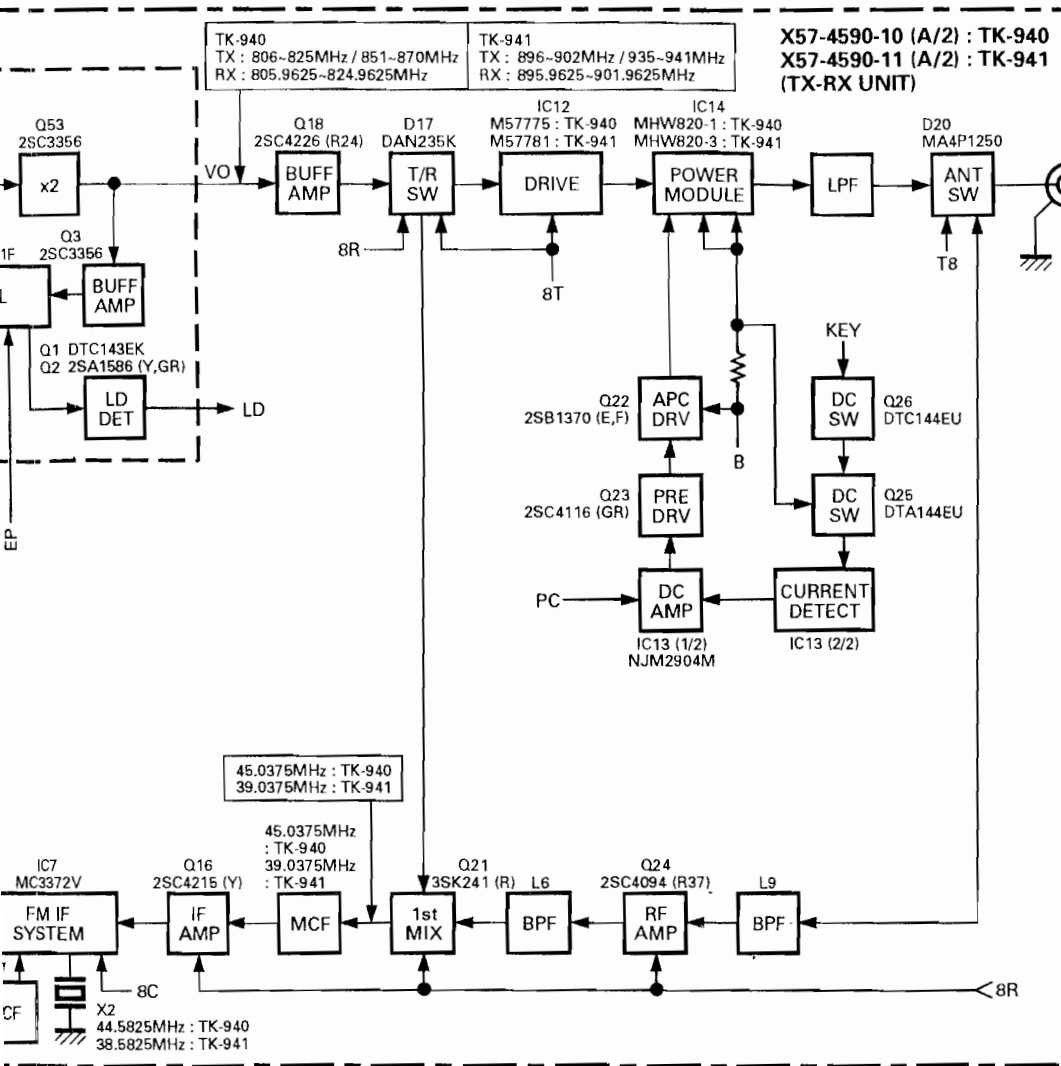 TK-940
TX : 806~825MHz / 851~870MHz
RX : 805.9625~824.9625MHz
TK-941
TX : 896~902MHz / 935~941MHz
RX : 895.9625~901.9625MHz
X57-4590-10 (A/2) : TK-940
X57-4590-11 (A/2) : TK-941
(TX-RX UNIT)
Q53
2SC3356
x2
VO
Q18
2SC4226 (R24)
BUFF
AMP
D17
DAN235K
T/R
SW
IC12
M57775 : TK-940
M57781 : TK-941
DRIVE
IC14
MHW820-1 : TK-940
MHW820-3 : TK-941
POWER
MODULE
LPF
D20
MA4P1250
ANT
SW
8R
8T
T8
Q3
2SC3356
BUFF
AMP
1F
L
Q1 DTC143EK
Q2 2SA1586 (Y,GR)
LD
DET
LD
EP
KEY
Q22
2SB1370 (E,F)
APC
DRV
B
DC
SW
Q26
DTC144EU
Q23
2SC4116 (GR)
PRE
DRV
DC
SW
Q25
DTA144EU
PC
DC
AMP
IC13 (1/2)
NJM2904M
CURRENT
DETECT
IC13 (2/2)
45.0375MHz : TK-940
39.0375MHz : TK-941
45.0375MHz
: TK-940
39.0375MHz
: TK-941
IC7
MC3372V
FM IF
SYSTEM
Q16
2SC4215 (Y)
IF
AMP
MCF
Q21
3SK241 (R)
1st
MIX
L6
BPF
Q24
2SC4094 (R37)
RF
AMP
L9
BPF
8C
8R
CF
X2
44.5825MHz : TK-940
38.5825MHz : TK-941